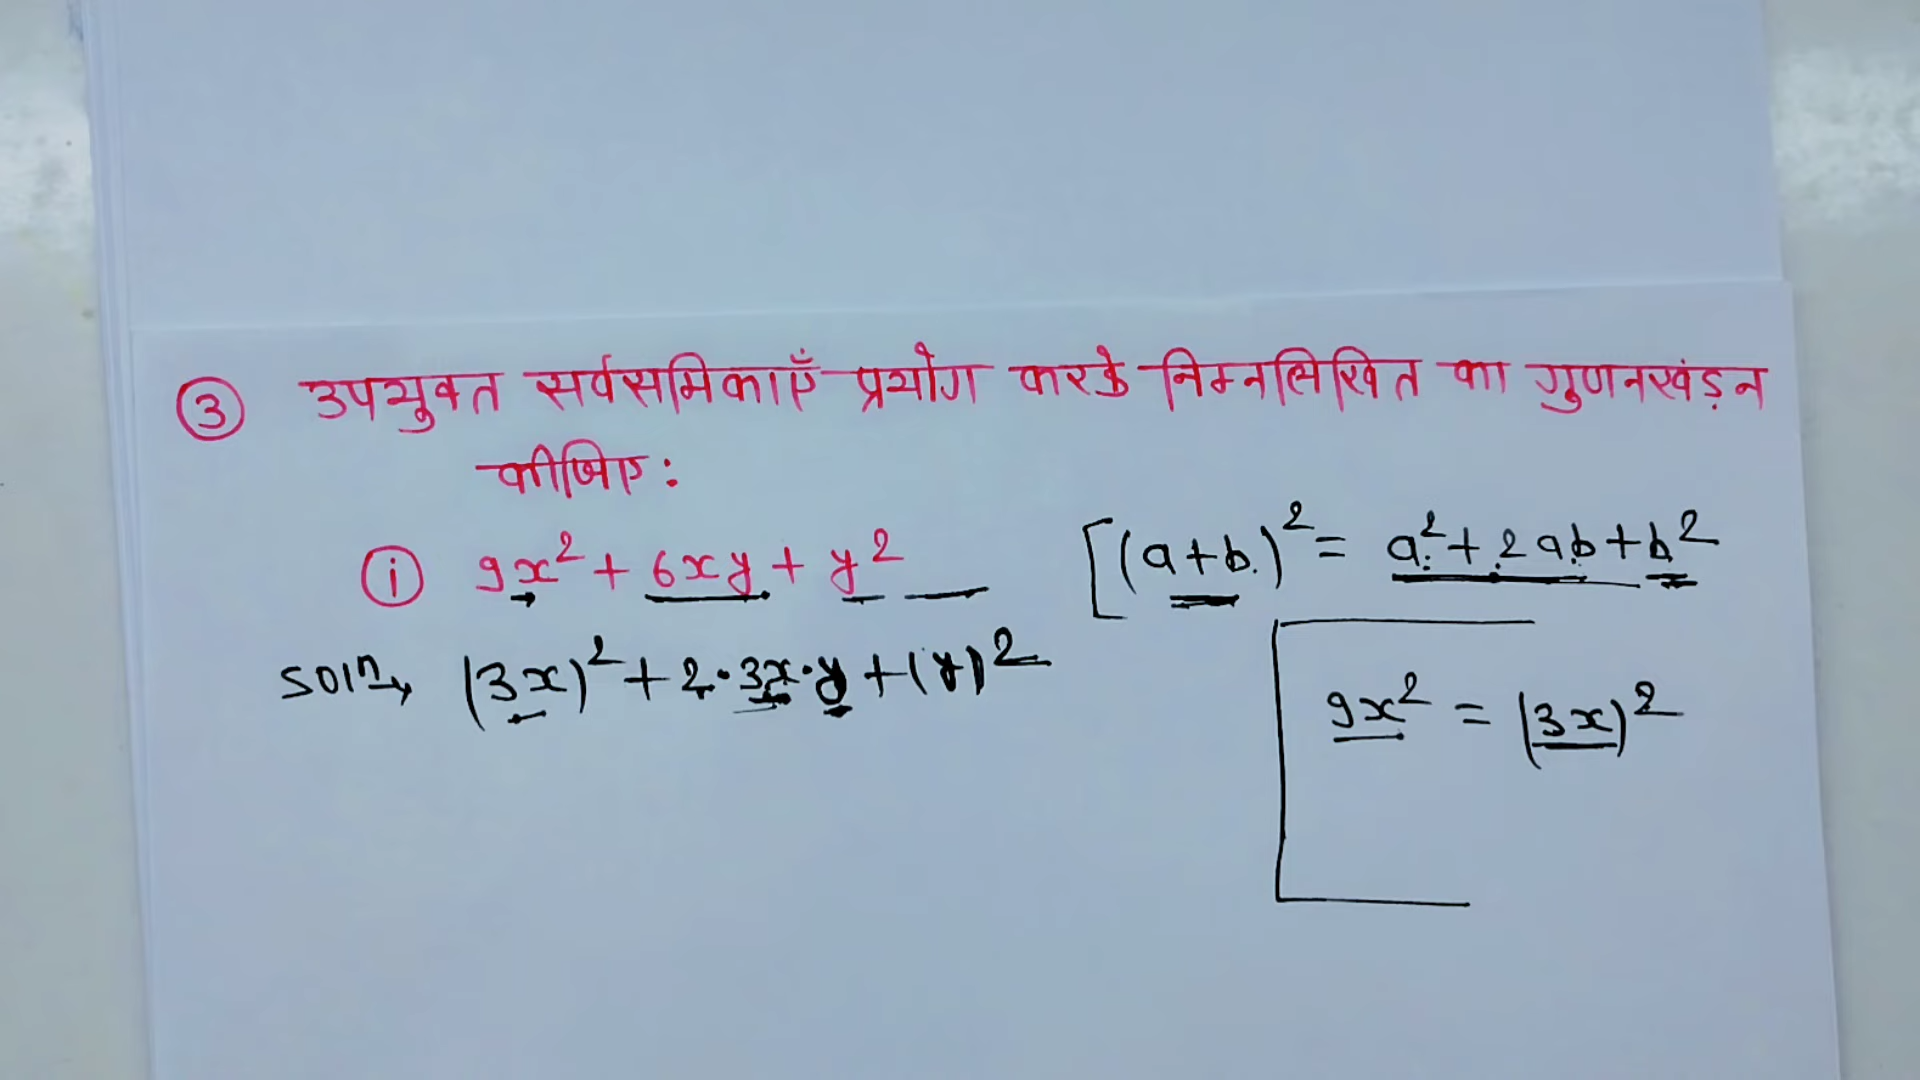 ③ उपयुक्त सर्वसमिकाएँ प्रयोग करके निम्नलिखित का गुणनखंड़न
कीजिए:
ⓘ 9x² + 6xy + y² [(a+b)² = a² + 2ab + b²
soln→ (3x)² + 2·3x·y + (y)²
9x² = (3x)²